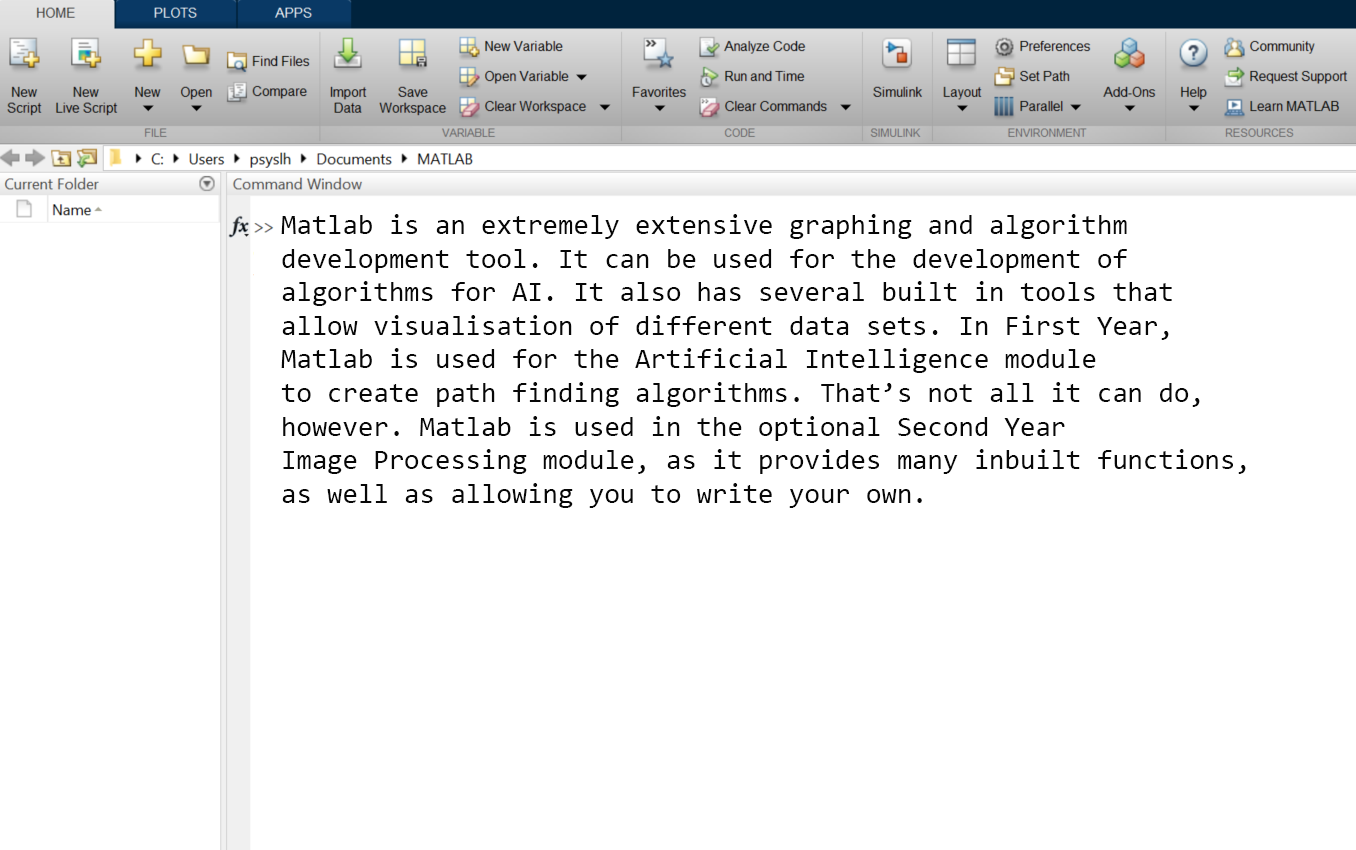 HOME PLOTS APPS
New Script
New Live Script
New
Open
Find Files
Compare
FILE
Import Data
Save Workspace
New Variable
Open Variable
Clear Workspace
VARIABLE
Favorites
Analyze Code
Run and Time
Clear Commands
CODE
Simulink
SIMULINK
Layout
Preferences
Set Path
Parallel
Add-Ons
ENVIRONMENT
Help
Community
Request Support
Learn MATLAB
RESOURCES
C: Users psyslh Documents MATLAB
Current Folder
Name
Command Window
fx >> Matlab is an extremely extensive graphing and algorithm
development tool. It can be used for the development of
algorithms for AI. It also has several built in tools that
allow visualisation of different data sets. In First Year,
Matlab is used for the Artificial Intelligence module
to create path finding algorithms. That’s not all it can do,
however. Matlab is used in the optional Second Year
Image Processing module, as it provides many inbuilt functions,
as well as allowing you to write your own.